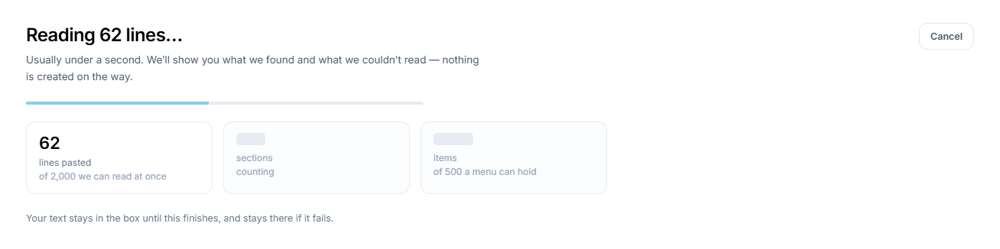 Reading 62 lines...
Cancel
Usually under a second. We’ll show you what we found and what we couldn’t read — nothing
is created on the way.
62
lines pasted
of 2,000 we can read at once
sections
counting
items
of 500 a menu can hold
Your text stays in the box until this finishes, and stays there if it fails.